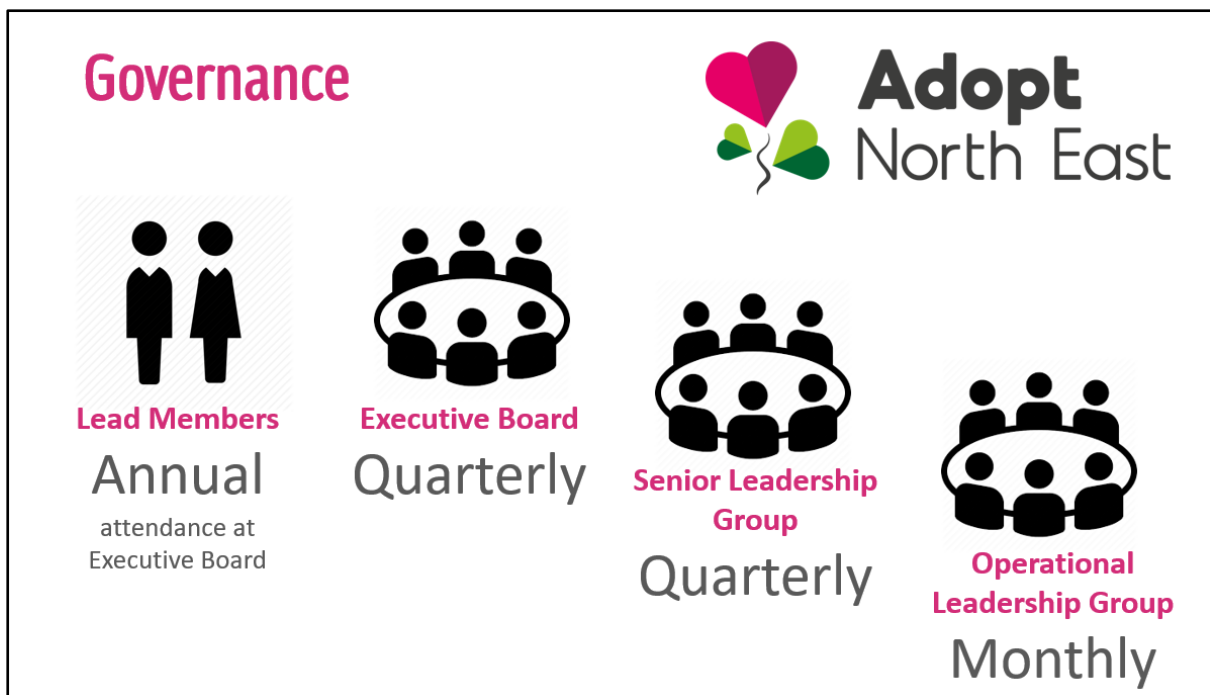 Governance
Adopt
North East
Lead Members
Annual
attendance at
Executive Board
Executive Board
Quarterly
Senior Leadership
Group
Quarterly
Operational
Leadership Group
Monthly